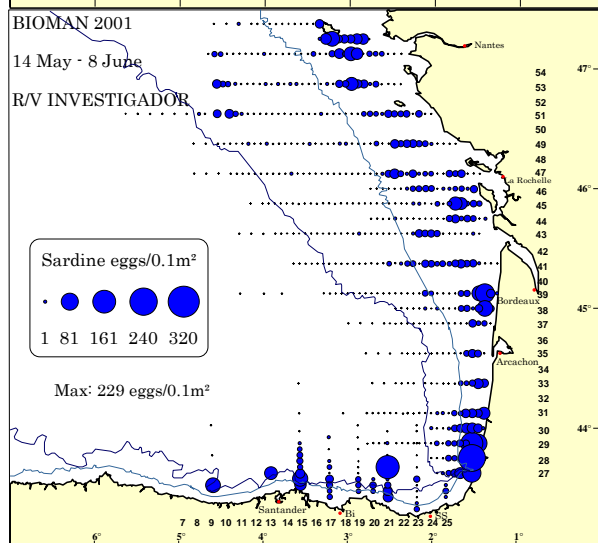 BIOMAN 2001
14 May - 8 June
R/V INVESTIGADOR
Nantes
47°
54
53
52
51
50
49
48
47
La Rochelle
46
46°
45
44
43
42
41
40
39
Bordeaux
38
45°
37
36
35
Arcachon
34
33
32
31
30
44°
29
28
27
Sardine eggs/0.1m²
1 81 161 240 320
Max: 229 eggs/0.1m²
Santander
Bi
SS
7 8 9 10 11 12 13 14 15 16 17 18 19 20 21 22 23 24 25
6° 5° 4° 3° 2° 1°